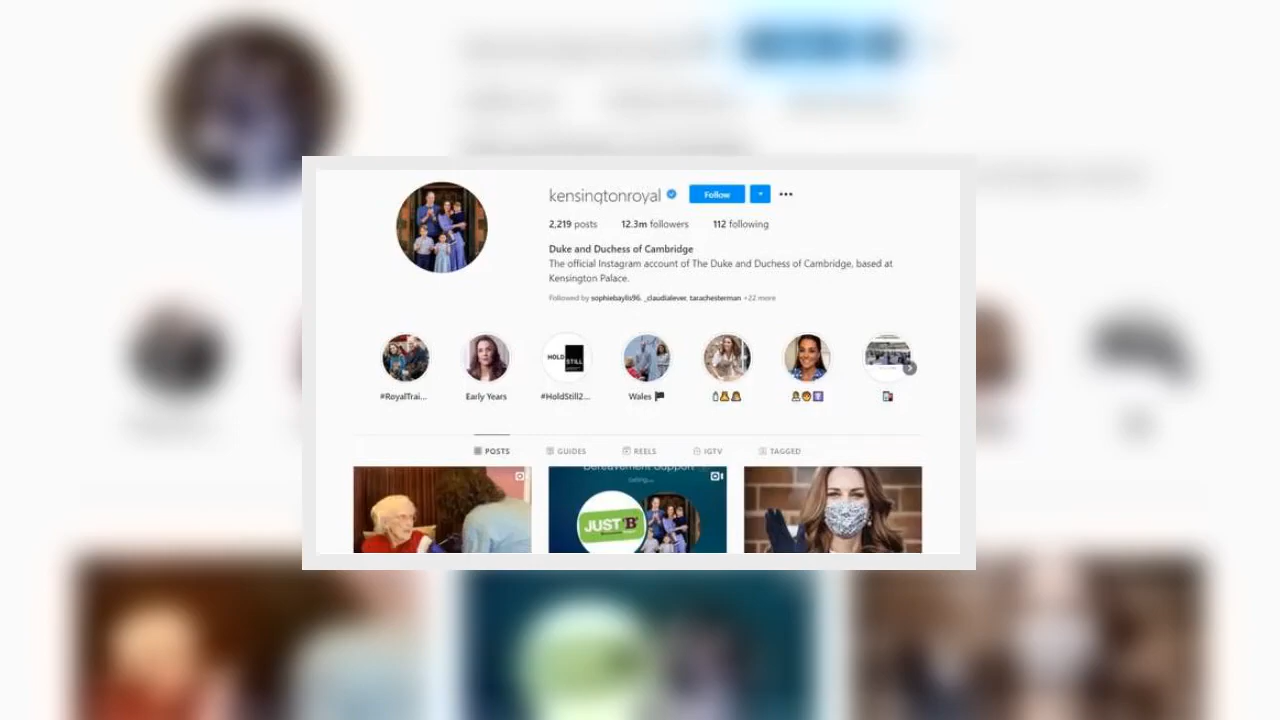 kensingtonroyal Follow
2,219 posts 12.3m followers 112 following
Duke and Duchess of Cambridge
The official Instagram account of The Duke and Duchess of Cambridge, based at
Kensington Palace.
Followed by sophiebaylis96, _claudialever, tarachesterman +22 more
HOLD STILL
#RoyalTrai... Early Years #HoldStill2... Wales
POSTS GUIDES REELS IGTV TAGGED
Bereavement Support
JUST 'B'